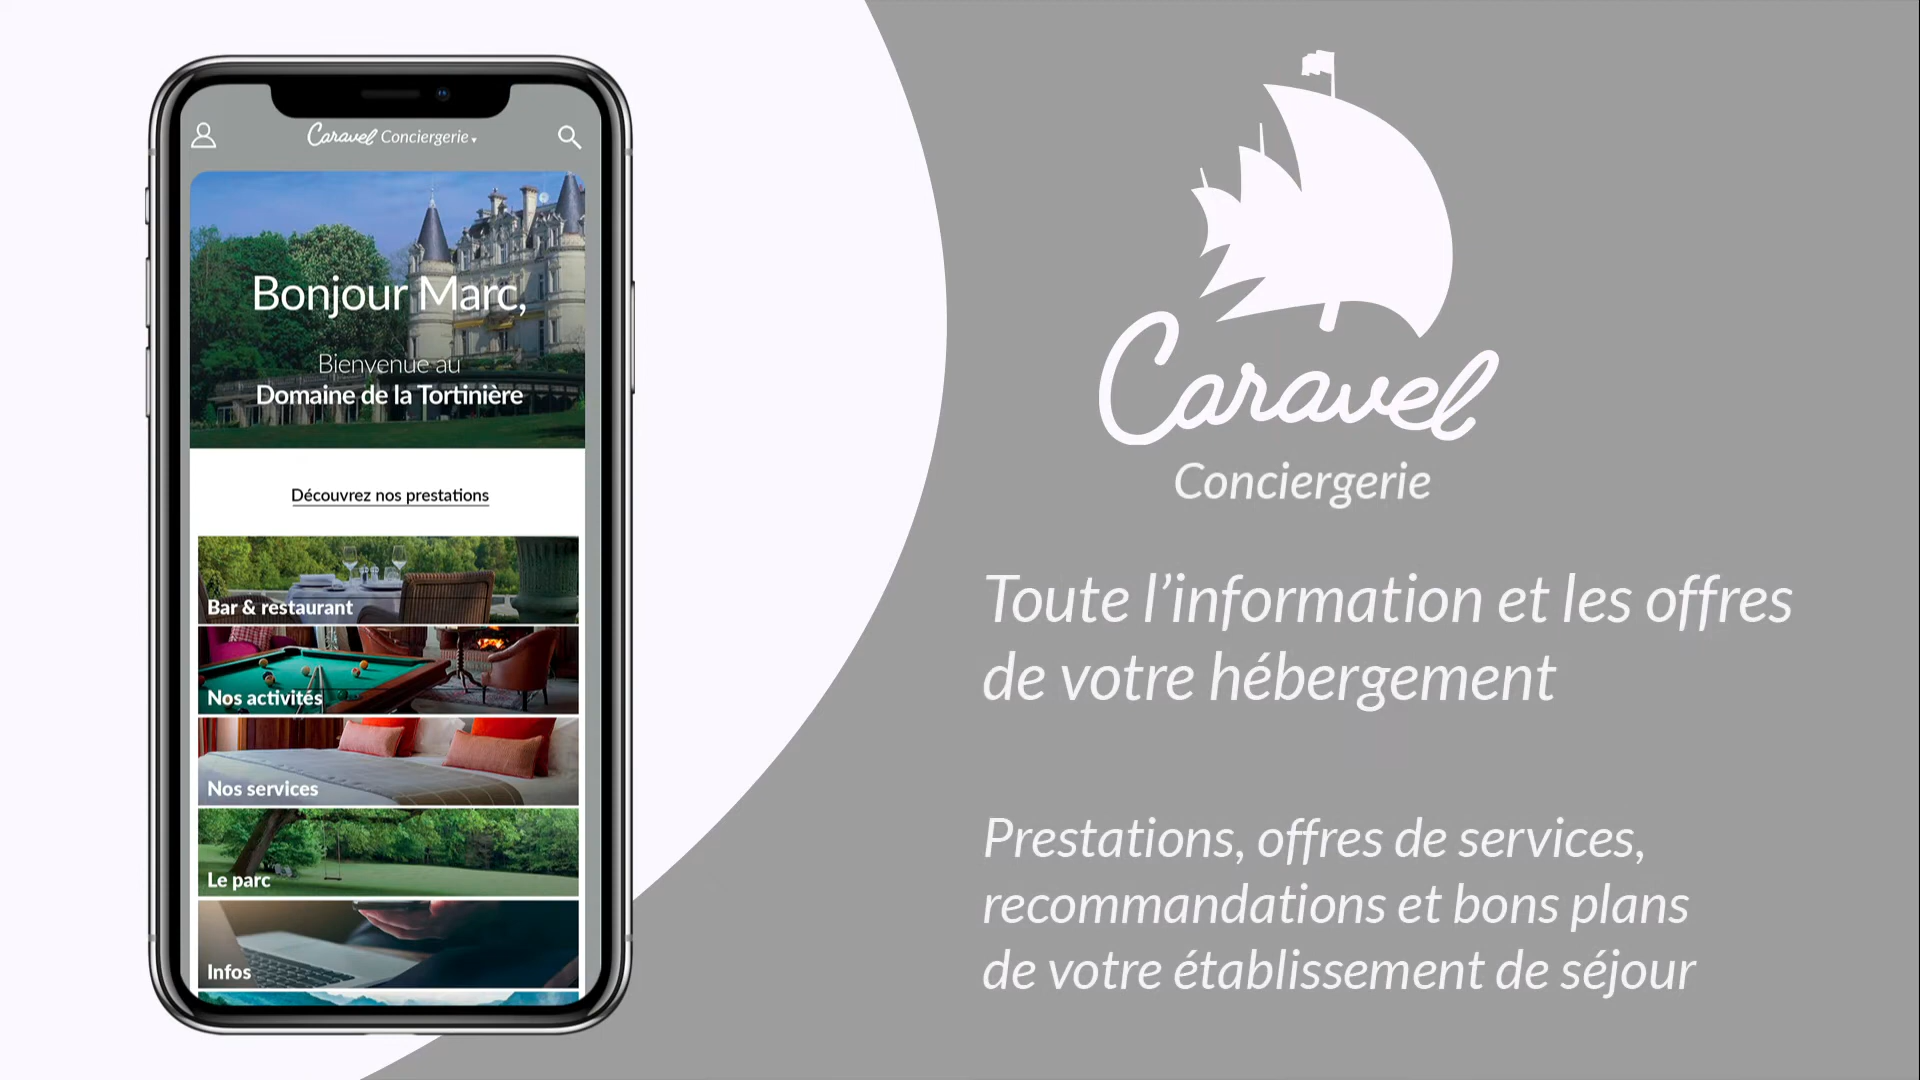 Caravel Conciergerie
Bonjour Marc,
Bienvenue au
Domaine de la Tortinière
Découvrez nos prestations
Bar & restaurant
Nos activités
Nos services
Le parc
Infos
Caravel
Conciergerie
Toute l’information et les offres
de votre hébergement
Prestations, offres de services,
recommandations et bons plans
de votre établissement de séjour